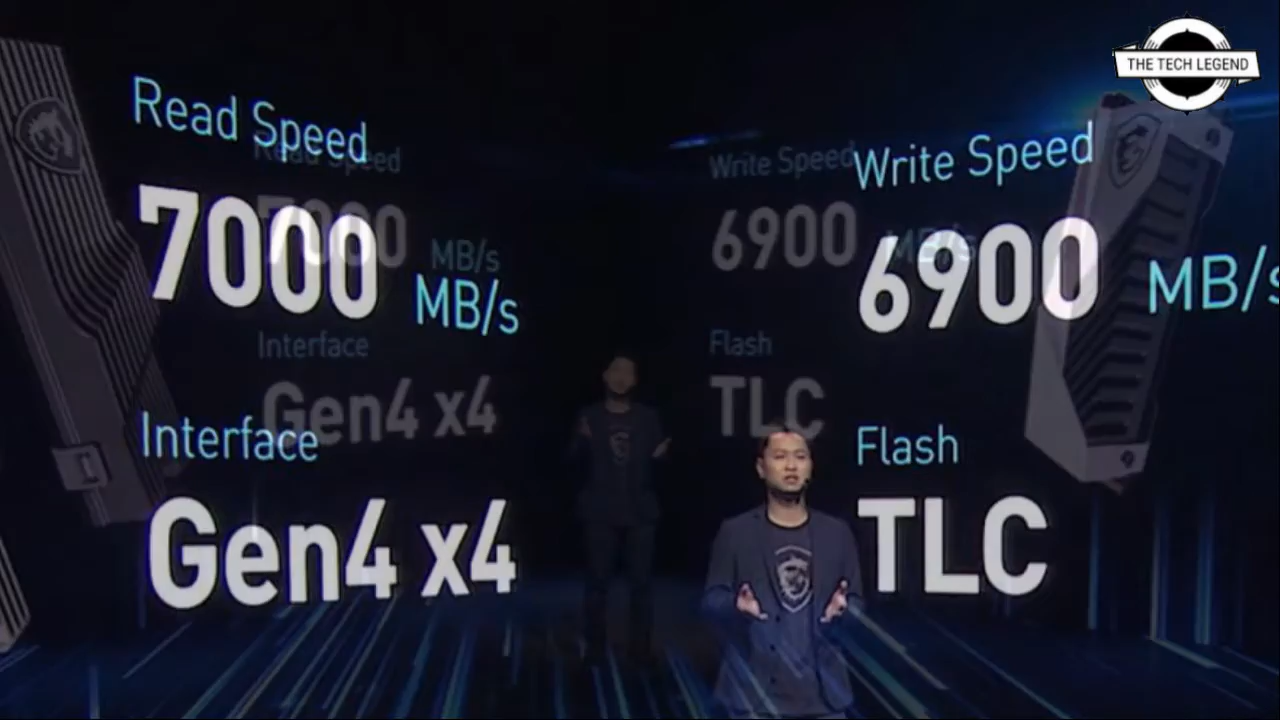 THE TECH LEGEND
Read Speed
7000 MB/s
Write Speed
6900 MB/s
Interface
Gen4 x4
Flash
TLC
Read Speed
7000 MB/s
Write Speed
6900 MB/s
Interface
Gen4 x4
Flash
TLC